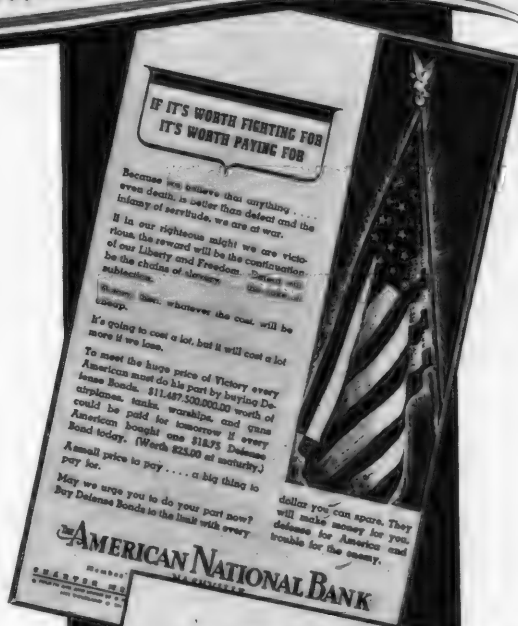 IF IT'S WORTH FIGHTING FOR
IT'S WORTH PAYING FOR
Because we believe that anything ....
even death, is better than defeat and the
infamy of servitude, we are at war.
If in our righteous might we are victo-
rious, the reward will be the continuation
of our Liberty and Freedom. Defeat will
be the chains of slavery
subjection.
Victory then, whatever the cost, will be
cheap.
It's going to cost a lot, but it will cost a lot
more if we lose.
To meet the huge price of Victory every
American must do his part by buying De-
fense Bonds. $11,487,500,000.00 worth of
airplanes, tanks, warships, and guns
could be paid for tomorrow if every
American bought one $18.75 Defense
Bond today. (Worth $25.00 at maturity.)
A small price to pay .... a big thing to
pay for.
May we urge you to do your part now?
Buy Defense Bonds to the limit with every
dollar you can spare. They
will make money for you,
defense for America and
trouble for the enemy.
The AMERICAN NATIONAL BANK
NASHVILLE
Member